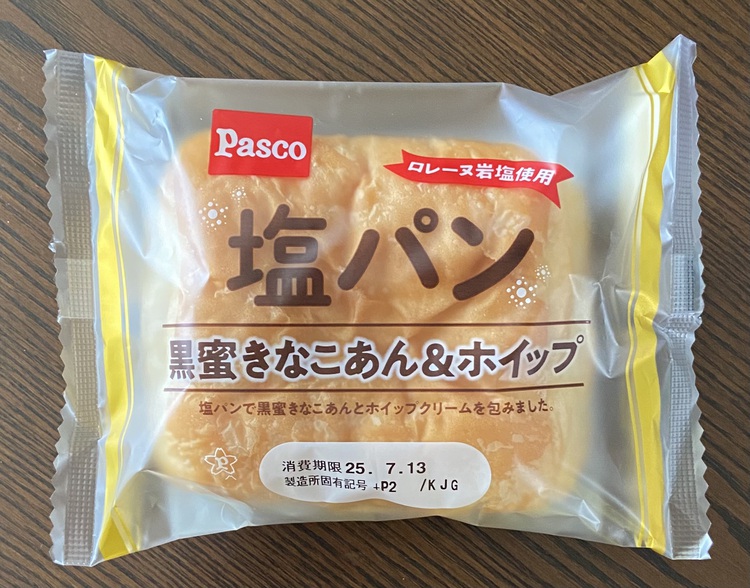 Pasco
ロレーヌ岩塩使用
塩パン
黒蜜きなこあん&ホイップ
塩パンで黒蜜きなこあんとホイップクリームを包みました。
消費期限 25. 7.13
製造所固有記号 +P2 /KJG